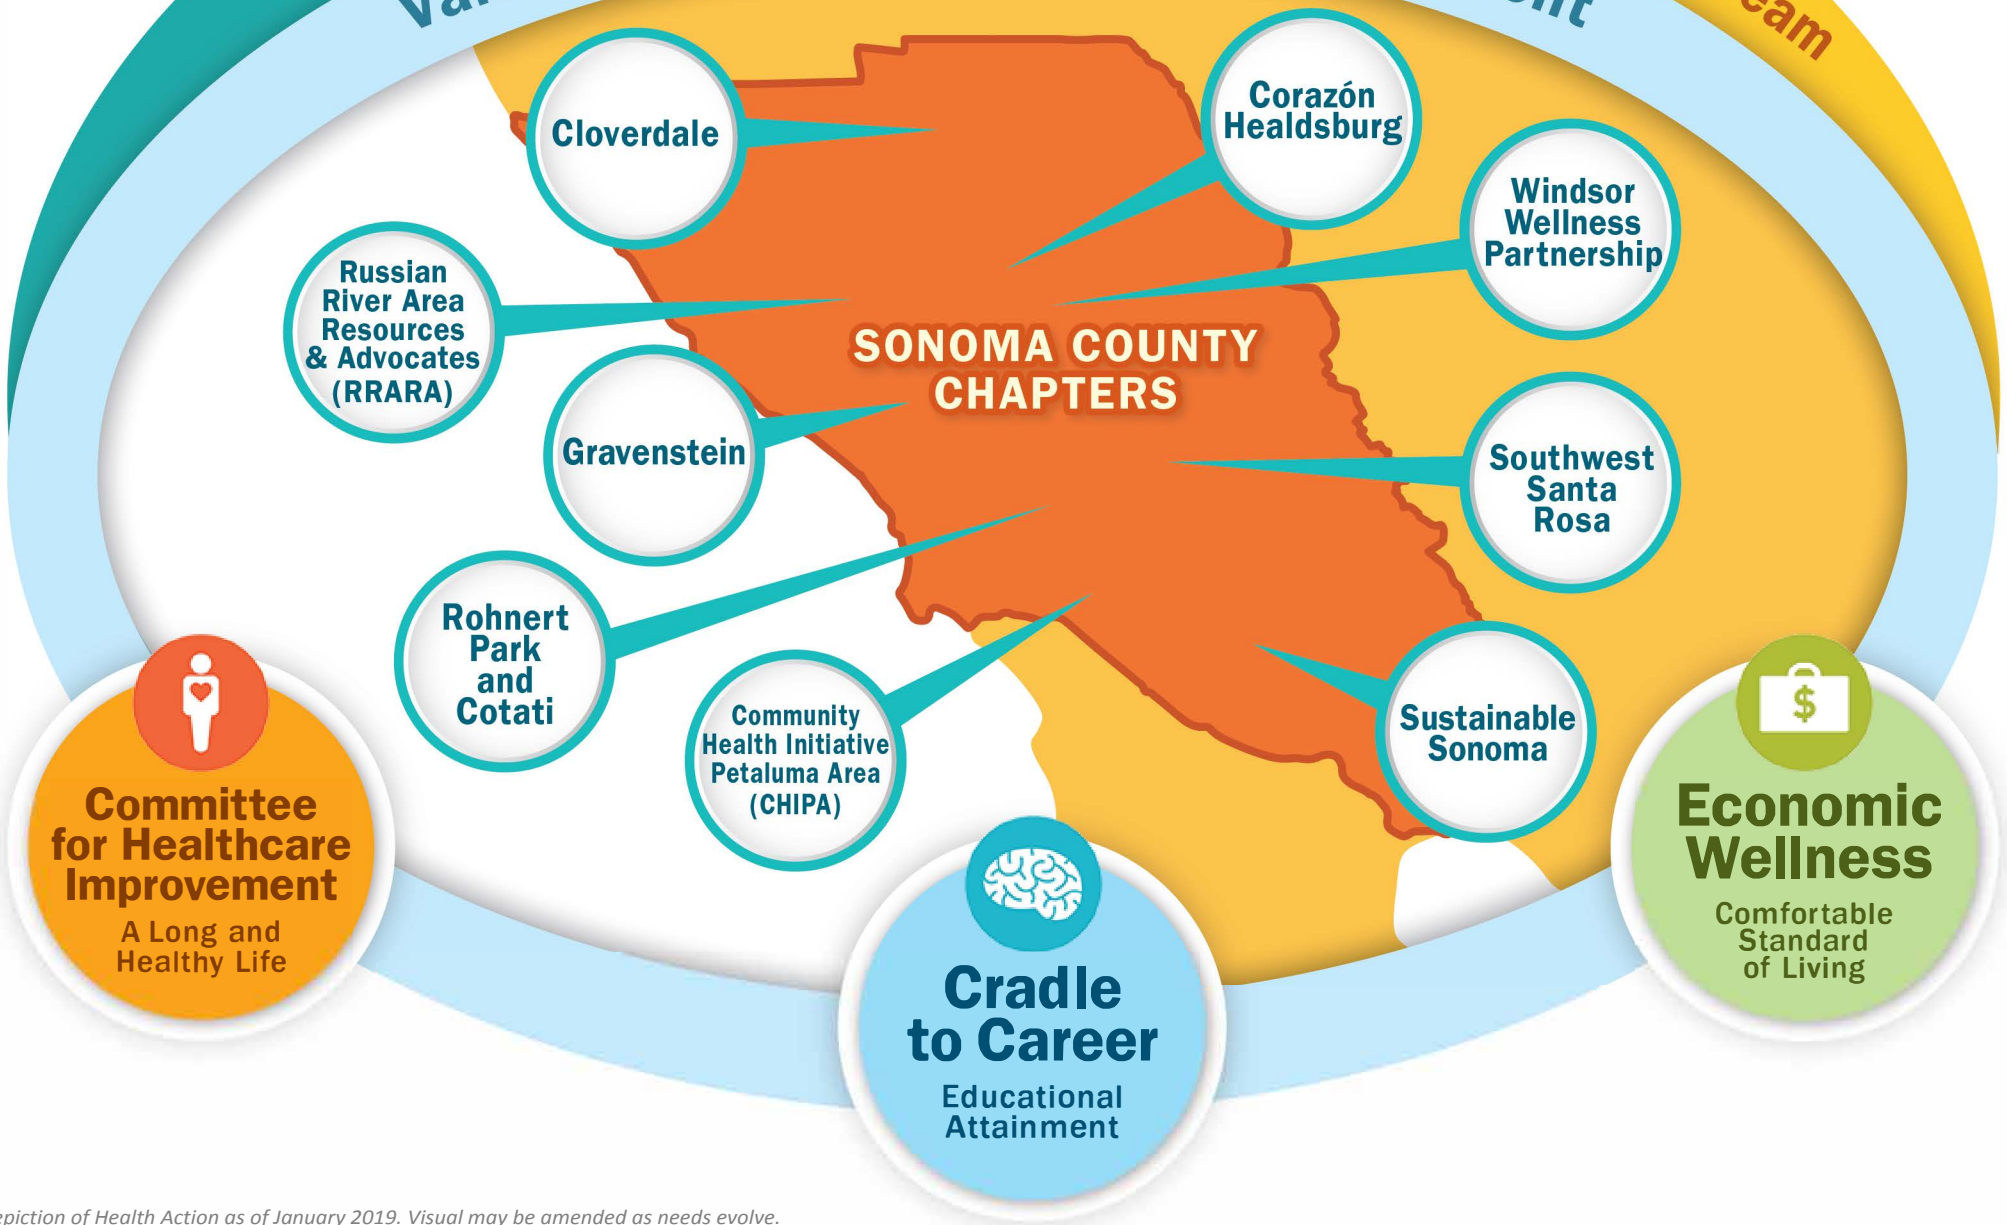 Cloverdale
Corazón
Healdsburg
Windsor
Wellness
Partnership
Russian
River Area
Resources
& Advocates
(RRARA)
SONOMA COUNTY
CHAPTERS
Gravenstein
Southwest
Santa
Rosa
Rohnert
Park
and
Cotati
Community
Health Initiative
Petaluma Area
(CHIPA)
Sustainable
Sonoma
Committee
for Healthcare
Improvement
A Long and
Healthy Life
$
Economic
Wellness
Comfortable
Standard
of Living
Cradle
to Career
Educational
Attainment
of Health Action as of January 2019. Visual may be amended as needs evolve.